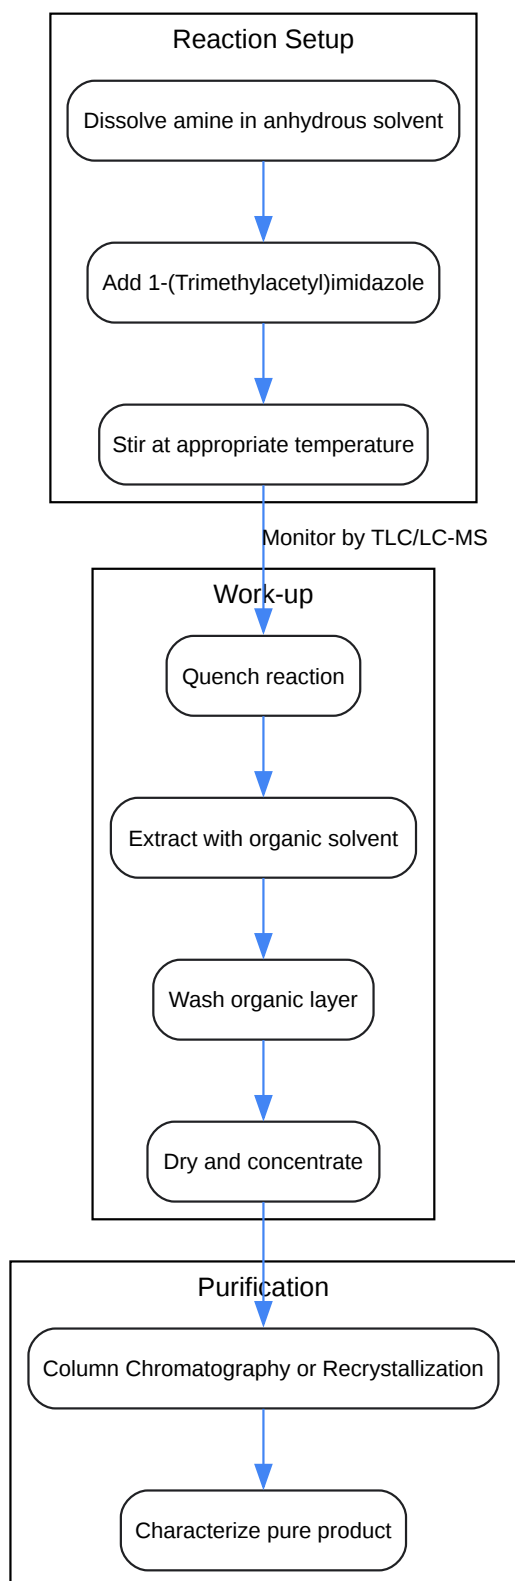 Reaction Setup
Dissolve amine in anhydrous solvent
Add 1-(Trimethylacetyl)imidazole
Stir at appropriate temperature
Monitor by TLC/LC-MS
Work-up
Quench reaction
Extract with organic solvent
Wash organic layer
Dry and concentrate
Purification
Column Chromatography or Recrystallization
Characterize pure product